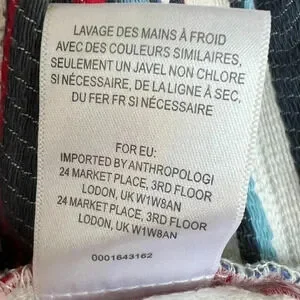 LAVAGE DES MAINS À FROID
AVEC DES COULEURS SIMILAIRES,
SEULEMENT UN JAVEL NON CHLORE
SI NÉCESSAIRE, DE LA LIGNE À SEC,
DU FER FR SI NÉCESSAIRE
FOR EU:
IMPORTED BY ANTHROPOLOGI
24 MARKET PLACE, 3RD FLOOR
LODON, UK W1W8AN
24 MARKET PLACE, 3RD FLOOR
LODON, UK W1W8AN
0001643162